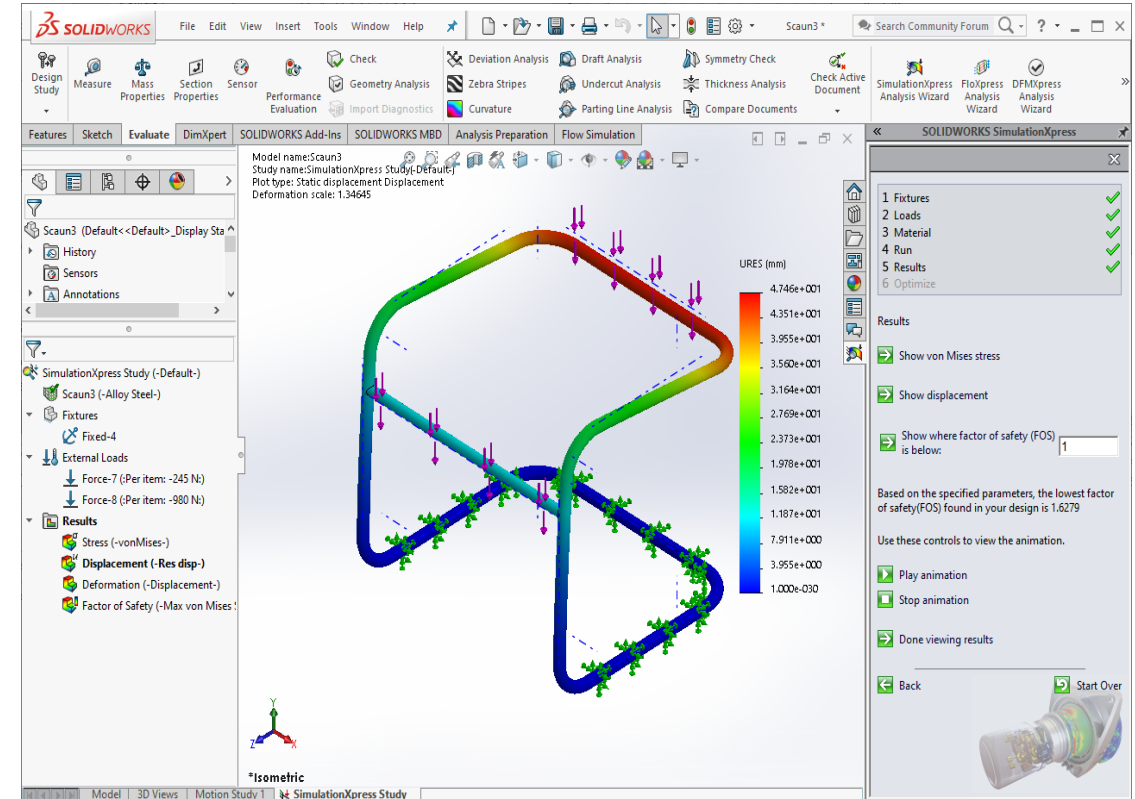 SOLIDWORKS File Edit View Insert Tools Window Help Scaun3 * Search Community Forum ?
Design Study
Measure
Mass Properties
Section Properties
Sensor
Performance Evaluation
Check
Geometry Analysis
Import Diagnostics
Deviation Analysis
Zebra Stripes
Curvature
Draft Analysis
Undercut Analysis
Parting Line Analysis
Symmetry Check
Thickness Analysis
Compare Documents
Check Active Document
SimulationXpress Analysis Wizard
FloXpress Analysis Wizard
DFMXpress Analysis Wizard
Features Sketch Evaluate DimXpert SOLIDWORKS Add-Ins SOLIDWORKS MBD Analysis Preparation Flow Simulation
Scaun3 (Default<<Default>_Display Sta
History
Sensors
Annotations
SimulationXpress Study (-Default-)
Scaun3 (-Alloy Steel-)
Fixtures
Fixed-4
External Loads
Force-7 (:Per item: -245 N:)
Force-8 (:Per item: -980 N:)
Results
Stress (-vonMises-)
Displacement (-Res disp-)
Deformation (-Displacement-)
Factor of Safety (-Max von Mises
Model name:Scaun3
Study name:SimulationXpress Study(-Default-)
Plot type: Static displacement Displacement
Deformation scale: 1.34645
URES (mm)
4.746e+001
4.351e+001
3.955e+001
3.560e+001
3.164e+001
2.769e+001
2.373e+001
1.978e+001
1.582e+001
1.187e+001
7.911e+000
3.955e+000
1.000e-030
Y
Z
X
*Isometric
SOLIDWORKS SimulationXpress
1 Fixtures
2 Loads
3 Material
4 Run
5 Results
6 Optimize
Results
Show von Mises stress
Show displacement
Show where factor of safety (FOS)
is below: 1
Based on the specified parameters, the lowest factor
of safety(FOS) found in your design is 1.6279
Use these controls to view the animation.
Play animation
Stop animation
Done viewing results
Back Start Over
Model 3D Views Motion Study 1 SimulationXpress Study